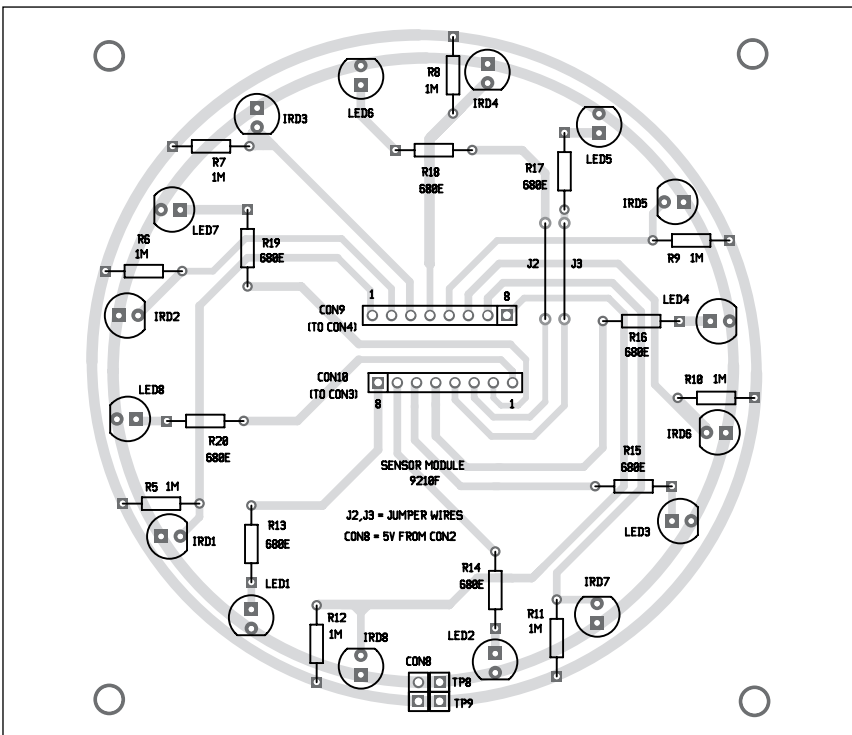 R8
1M
IRD4
LED6
IRD3
R7
1M
R18
680E
LED5
R17
680E
LED7
IRD5
R6
1M
R19
680E
R9 1M
J2
J3
1
8
CON9
(TO CON4)
LED4
IRD2
R16
680E
CON10
(TO CON3)
8
1
R10 1M
LED8
IRD6
R20
680E
R15
680E
SENSOR MODULE
9210F
R5 1M
J2,J3 = JUMPER WIRES
CON8 = 5V FROM CON2
R13
680E
LED3
IRD1
R14
680E
LED1
IRD7
R12
1M
R11
1M
IRD8
LED2
CON8
TP8
TP9